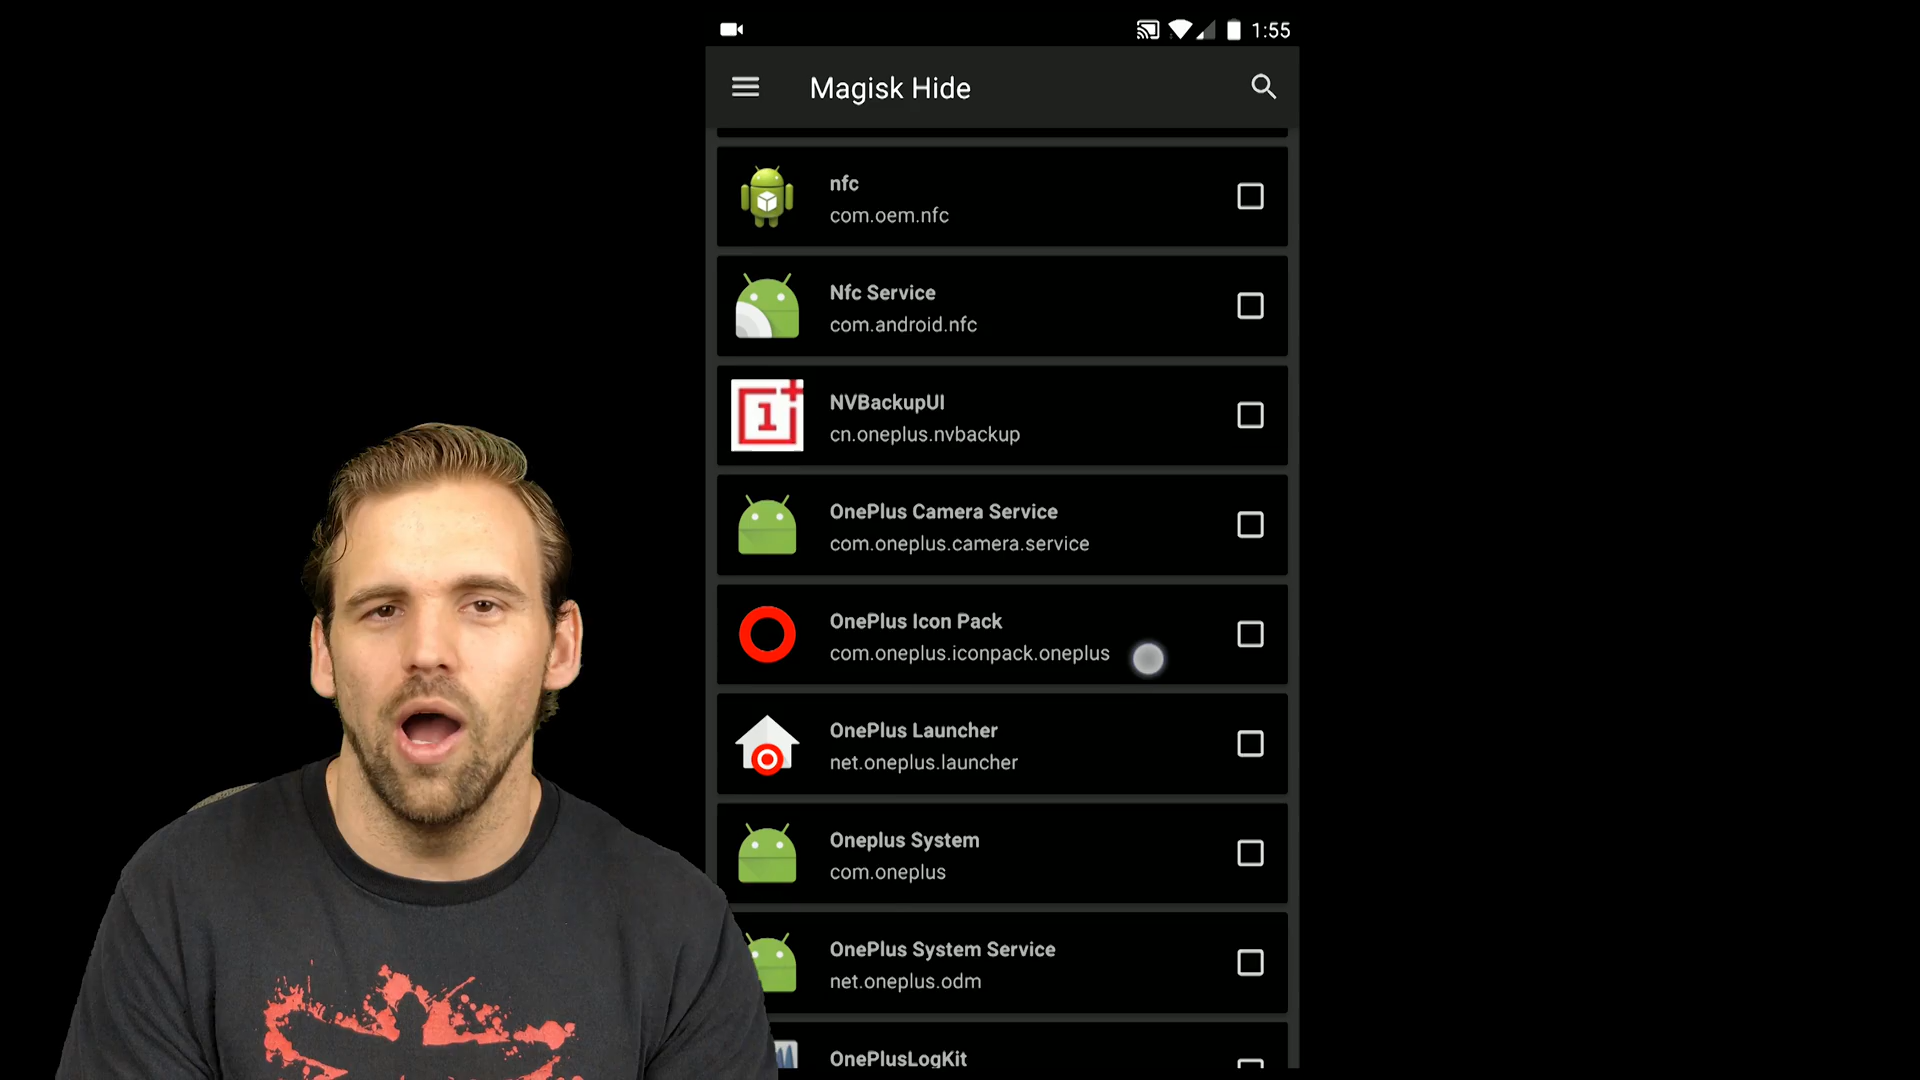 1:55
Magisk Hide
nfc
com.oem.nfc
Nfc Service
com.android.nfc
1
NVBackupUI
cn.oneplus.nvbackup
OnePlus Camera Service
com.oneplus.camera.service
OnePlus Icon Pack
com.oneplus.iconpack.oneplus
OnePlus Launcher
net.oneplus.launcher
Oneplus System
com.oneplus
OnePlus System Service
net.oneplus.odm
OnePlusLogKit